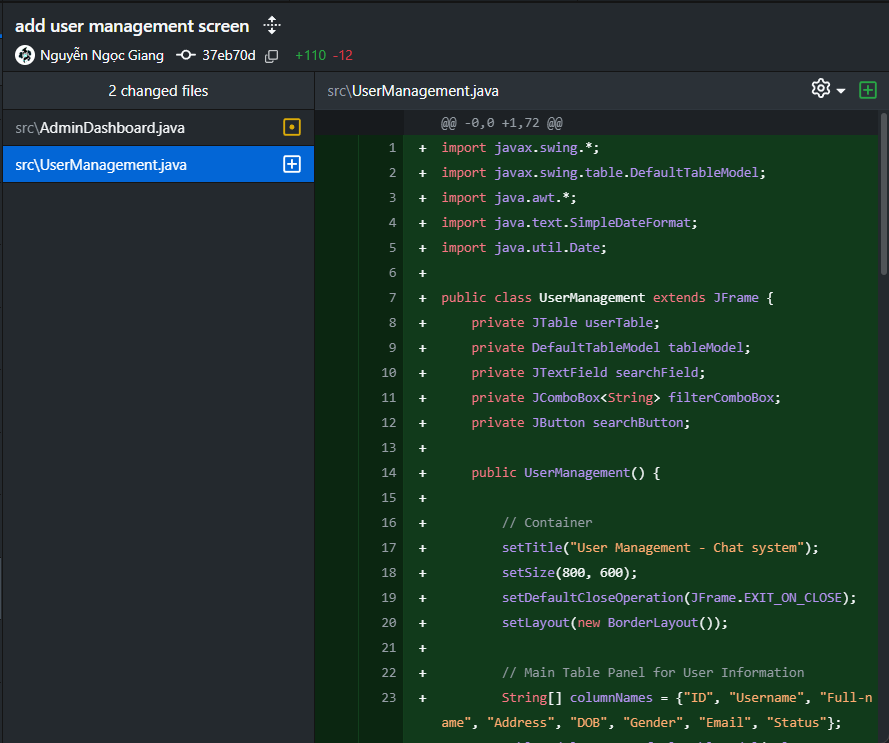 add user management screen
Nguyễn Ngọc Giang 37eb70d +110 -12
2 changed files
src\AdminDashboard.java
src\UserManagement.java
src\UserManagement.java
@@ -0,0 +1,72 @@
1 + import javax.swing.*;
2 + import javax.swing.table.DefaultTableModel;
3 + import java.awt.*;
4 + import java.text.SimpleDateFormat;
5 + import java.util.Date;
6 +
7 + public class UserManagement extends JFrame {
8 +     private JTable userTable;
9 +     private DefaultTableModel tableModel;
10 +     private JTextField searchField;
11 +     private JComboBox<String> filterComboBox;
12 +     private JButton searchButton;
13 +
14 +     public UserManagement() {
15 +
16 +         // Container
17 +         setTitle("User Management - Chat system");
18 +         setSize(800, 600);
19 +         setDefaultCloseOperation(JFrame.EXIT_ON_CLOSE);
20 +         setLayout(new BorderLayout());
21 +
22 +         // Main Table Panel for User Information
23 +         String[] columnNames = {"ID", "Username", "Full-n
ame", "Address", "DOB", "Gender", "Email", "Status"};